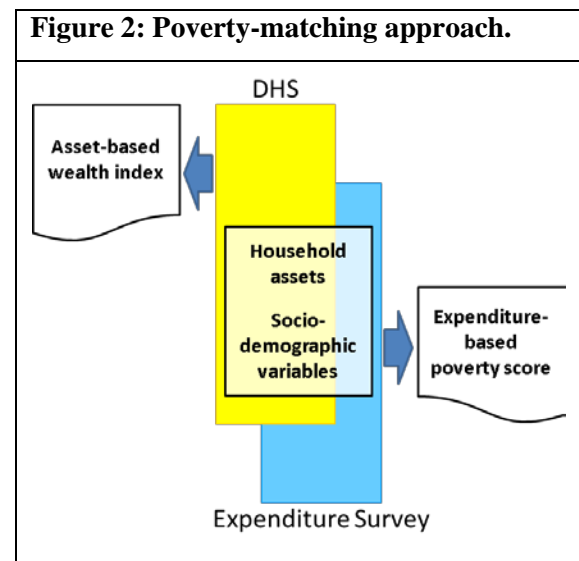 Figure 2: Poverty-matching approach.
DHS
Asset-based
wealth index
Household
assets
Socio-
demographic
variables
Expenditure-
based
poverty score
Expenditure Survey